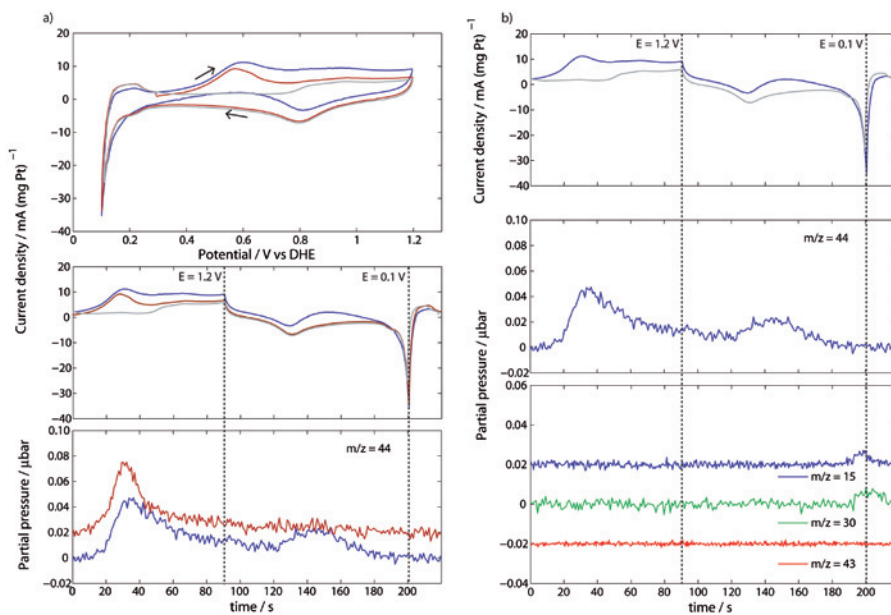 a)
Current density / mA (mg Pt)⁻¹
20
10
0
−10
−20
−30
−40
0 0.2 0.4 0.6 0.8 1 1.2
Potential / V vs DHE
E = 1.2 V E = 0.1 V
20
10
0
−10
−20
−30
−40
Partial pressure / μbar
m/z = 44
0.10
0.08
0.06
0.04
0.02
0
−0.02
0 20 40 60 80 100 120 140 160 180 200
time / s
b)
Current density / mA (mg Pt)⁻¹
E = 1.2 V E = 0.1 V
20
10
0
−10
−20
−30
−40
Partial pressure / μbar
m/z = 44
0.10
0.08
0.06
0.04
0.02
0
−0.02
0.06
0.04
0.02
0
−0.02
−0.04
m/z = 15
m/z = 30
m/z = 43
0 20 40 60 80 100 120 140 160 180 200
time / s